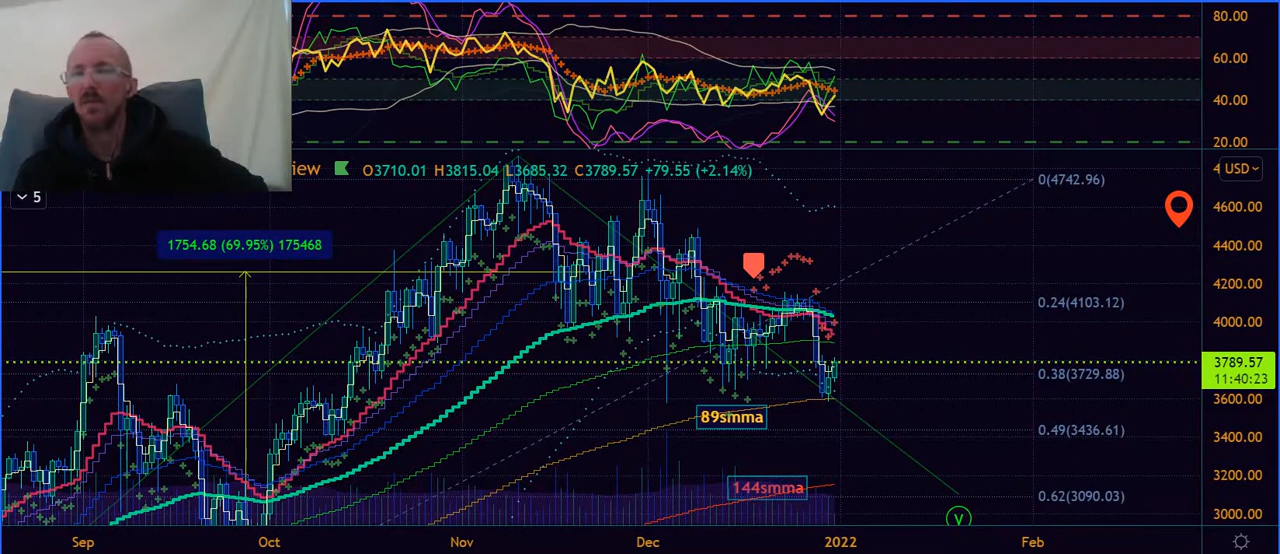 80.00
60.00
40.00
20.00
iew O3710.01 H3815.04 L3685.32 C3789.57 +79.55 (+2.14%)
USD
5
0(4742.96)
4600.00
1754.68 (69.95%) 175468
4400.00
4200.00
0.24(4103.12)
4000.00
3789.57
11:40:23
0.38(3729.88)
3600.00
89smma
0.49(3436.61)
3400.00
3200.00
144smma
0.62(3090.03)
3000.00
V
Sep Oct Nov Dec 2022 Feb